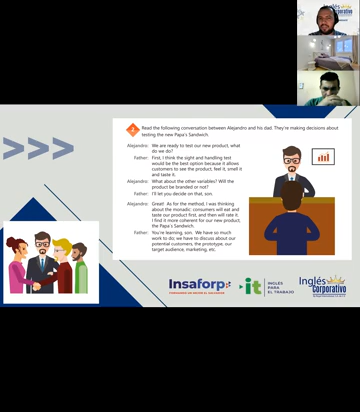 Inglés
Corporativo
4 Read the following conversation between Alejandro and his dad. They're making decisions about
testing the new Papa's Sandwich.
Alejandro: We are ready to test our new product, what
do we do?
Father: First, I think the sight and handling test
would be the best option because it allows
customers to see the product, feel it, smell it
and taste it.
Alejandro: What about the other variables? Will the
product be branded or not?
Father: I'll let you decide on that, son.
Alejandro: Great! As for the method, I was thinking
about the monadic: consumers will eat and
taste our product first, and then will rate it.
I find it more coherent for our new product;
the Papa's Sandwich.
Father: You're learning, son. We have so much
work to do; we have to discuss about our
potential customers, the prototype, our
target audience, marketing, etc.
Insaforp
it
INGLÉS
PARA
EL TRABAJO
Inglés
Corporativo